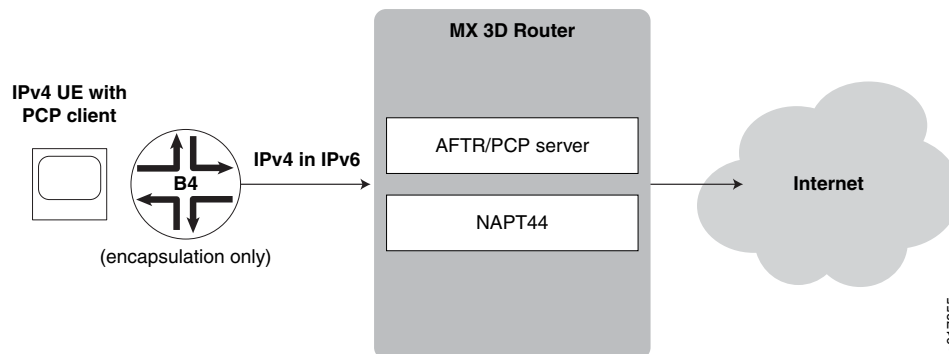 MX 3D Router
IPv4 UE with
PCP client
AFTR/PCP server
IPv4 in IPv6
B4
Internet
NAPT44
(encapsulation only)